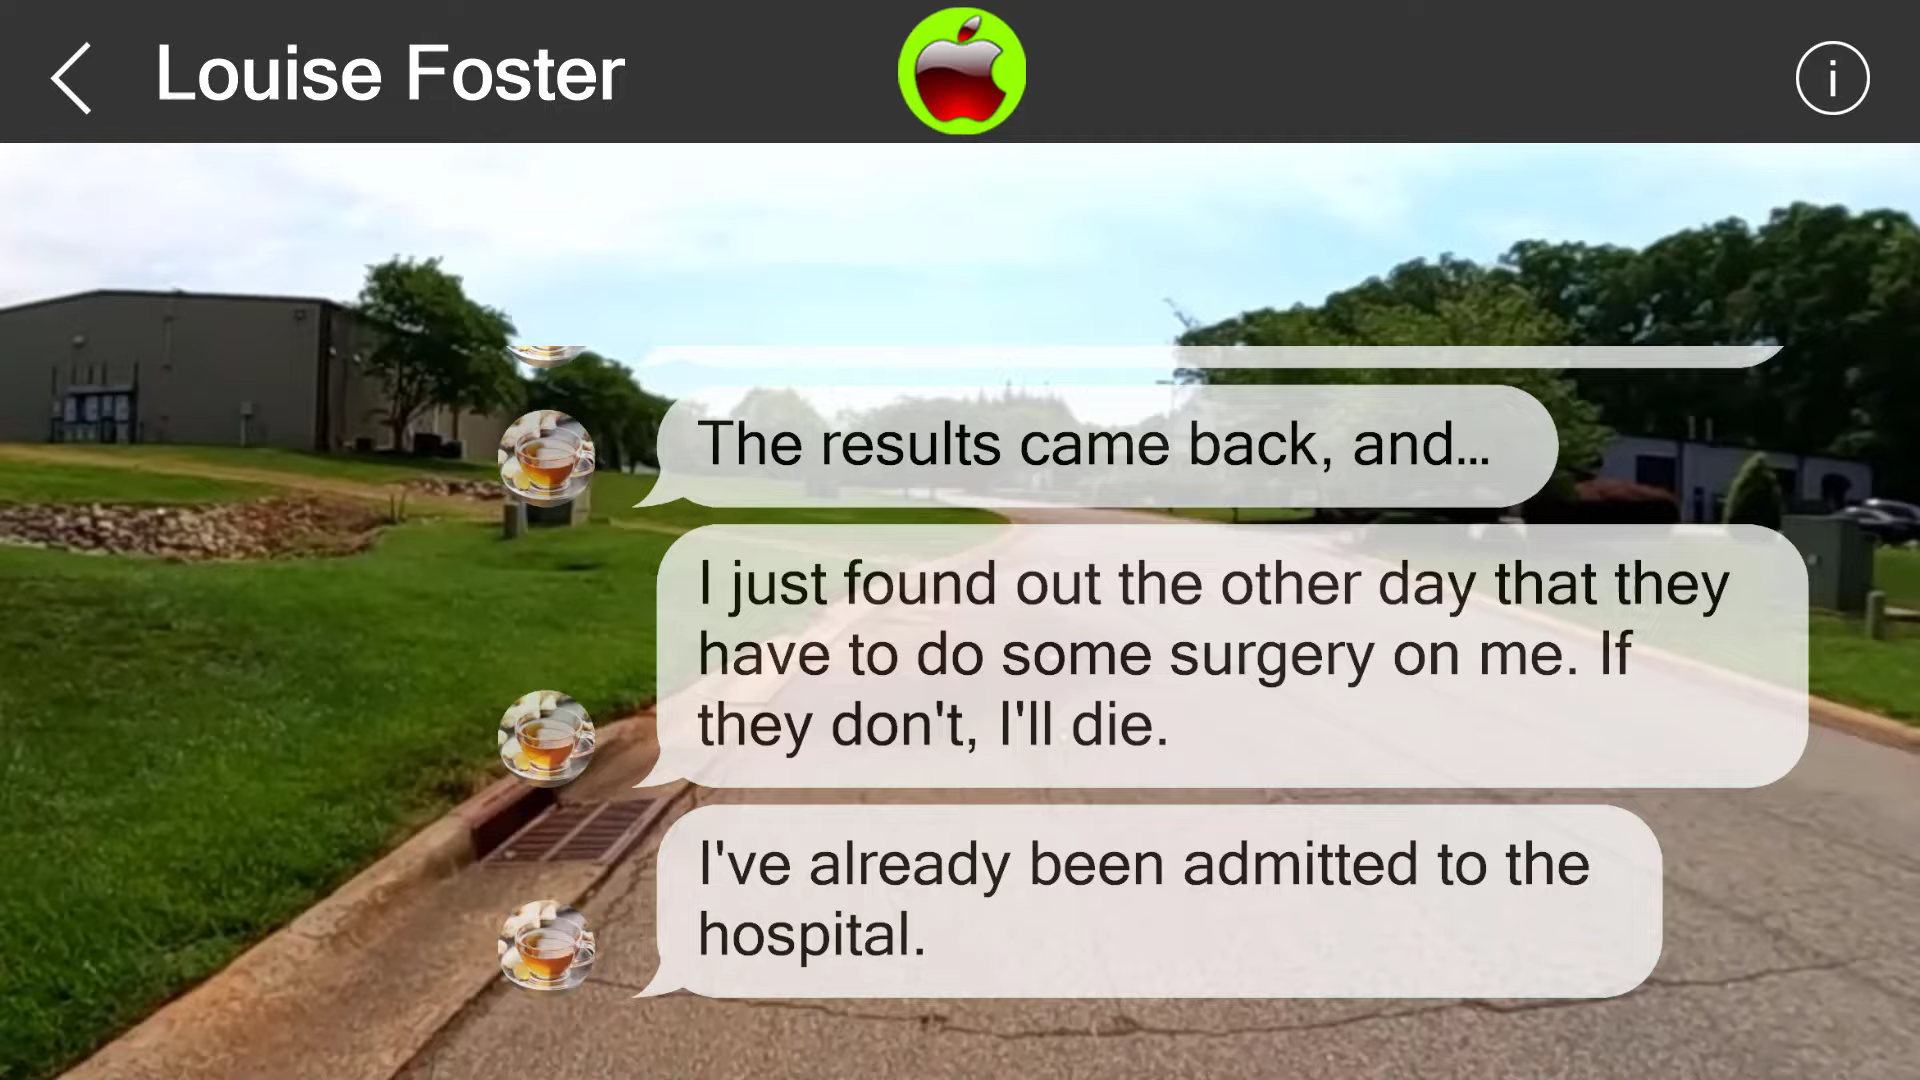 Louise Foster
i
The results came back, and...
I just found out the other day that they
have to do some surgery on me. If
they don't, I'll die.
I've already been admitted to the
hospital.